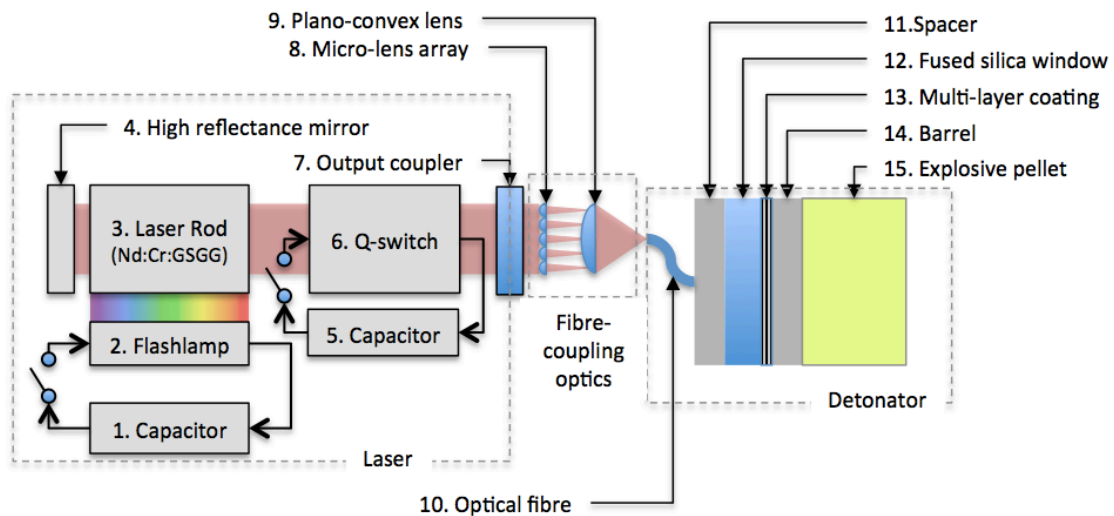 9. Plano-convex lens
8. Micro-lens array
11.Spacer
12. Fused silica window
13. Multi-layer coating
14. Barrel
15. Explosive pellet
4. High reflectance mirror
7. Output coupler
3. Laser Rod
(Nd:Cr:GSGG)
6. Q-switch
5. Capacitor
2. Flashlamp
1. Capacitor
Laser
Fibre-
coupling
optics
Detonator
10. Optical fibre